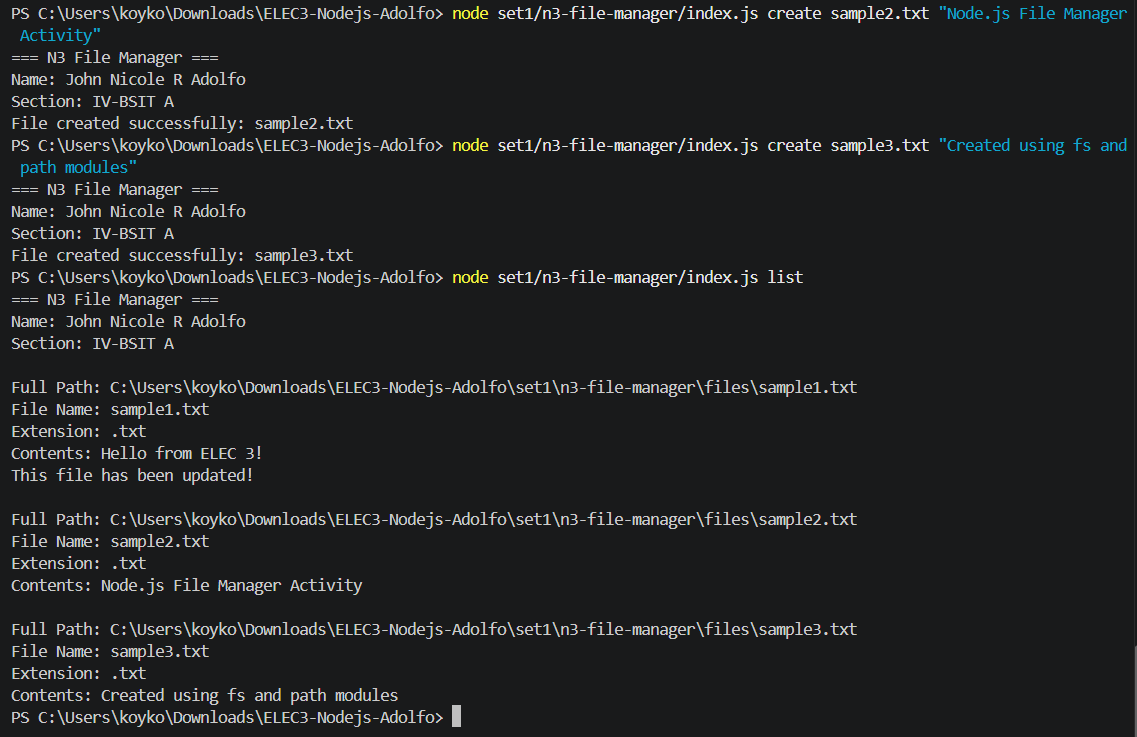 PS C:\Users\koyko\Downloads\ELEC3-Nodejs-Adolfo> node set1/n3-file-manager/index.js create sample2.txt "Node.js File Manager
 Activity"
=== N3 File Manager ===
Name: John Nicole R Adolfo
Section: IV-BSIT A
File created successfully: sample2.txt
PS C:\Users\koyko\Downloads\ELEC3-Nodejs-Adolfo> node set1/n3-file-manager/index.js create sample3.txt "Created using fs and
 path modules"
=== N3 File Manager ===
Name: John Nicole R Adolfo
Section: IV-BSIT A
File created successfully: sample3.txt
PS C:\Users\koyko\Downloads\ELEC3-Nodejs-Adolfo> node set1/n3-file-manager/index.js list
=== N3 File Manager ===
Name: John Nicole R Adolfo
Section: IV-BSIT A

Full Path: C:\Users\koyko\Downloads\ELEC3-Nodejs-Adolfo\set1\n3-file-manager\files\sample1.txt
File Name: sample1.txt
Extension: .txt
Contents: Hello from ELEC 3!
This file has been updated!

Full Path: C:\Users\koyko\Downloads\ELEC3-Nodejs-Adolfo\set1\n3-file-manager\files\sample2.txt
File Name: sample2.txt
Extension: .txt
Contents: Node.js File Manager Activity

Full Path: C:\Users\koyko\Downloads\ELEC3-Nodejs-Adolfo\set1\n3-file-manager\files\sample3.txt
File Name: sample3.txt
Extension: .txt
Contents: Created using fs and path modules
PS C:\Users\koyko\Downloads\ELEC3-Nodejs-Adolfo>